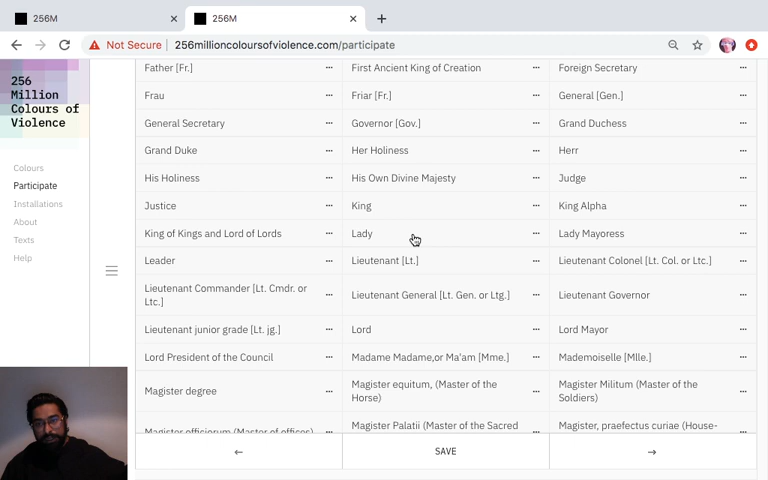 256M
256M
Not Secure
256millioncoloursofviolence.com/participate
256
Million
Colours of
Violence
Colours
Participate
Installations
About
Texts
Help
Father [Fr.]
First Ancient King of Creation
Foreign Secretary
Frau
Friar [Fr.]
General [Gen.]
General Secretary
Governor [Gov.]
Grand Duchess
Grand Duke
Her Holiness
Herr
His Holiness
His Own Divine Majesty
Judge
Justice
King
King Alpha
King of Kings and Lord of Lords
Lady
Lady Mayoress
Leader
Lieutenant [Lt.]
Lieutenant Colonel [Lt. Col. or Ltc.]
Lieutenant Commander [Lt. Cmdr. or
Ltc.]
Lieutenant General [Lt. Gen. or Ltg.]
Lieutenant Governor
Lieutenant junior grade [Lt. jg.]
Lord
Lord Mayor
Lord President of the Council
Madame Madame,or Ma'am [Mme.]
Mademoiselle [Mlle.]
Magister degree
Magister equitum, (Master of the
Horse)
Magister Militum (Master of the
Soldiers)
Magister officiorum (Master of offices)
Magister Palatii (Master of the Sacred
Magister, praefectus curiae (House-
SAVE